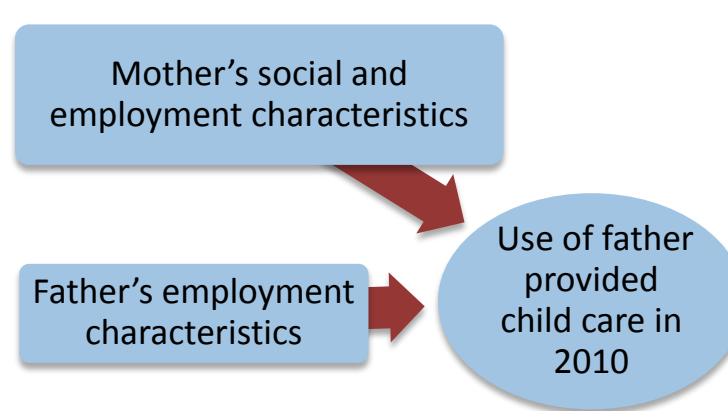 Mother’s social and
employment characteristics
Father’s employment
characteristics
Use of father
provided
child care in
2010